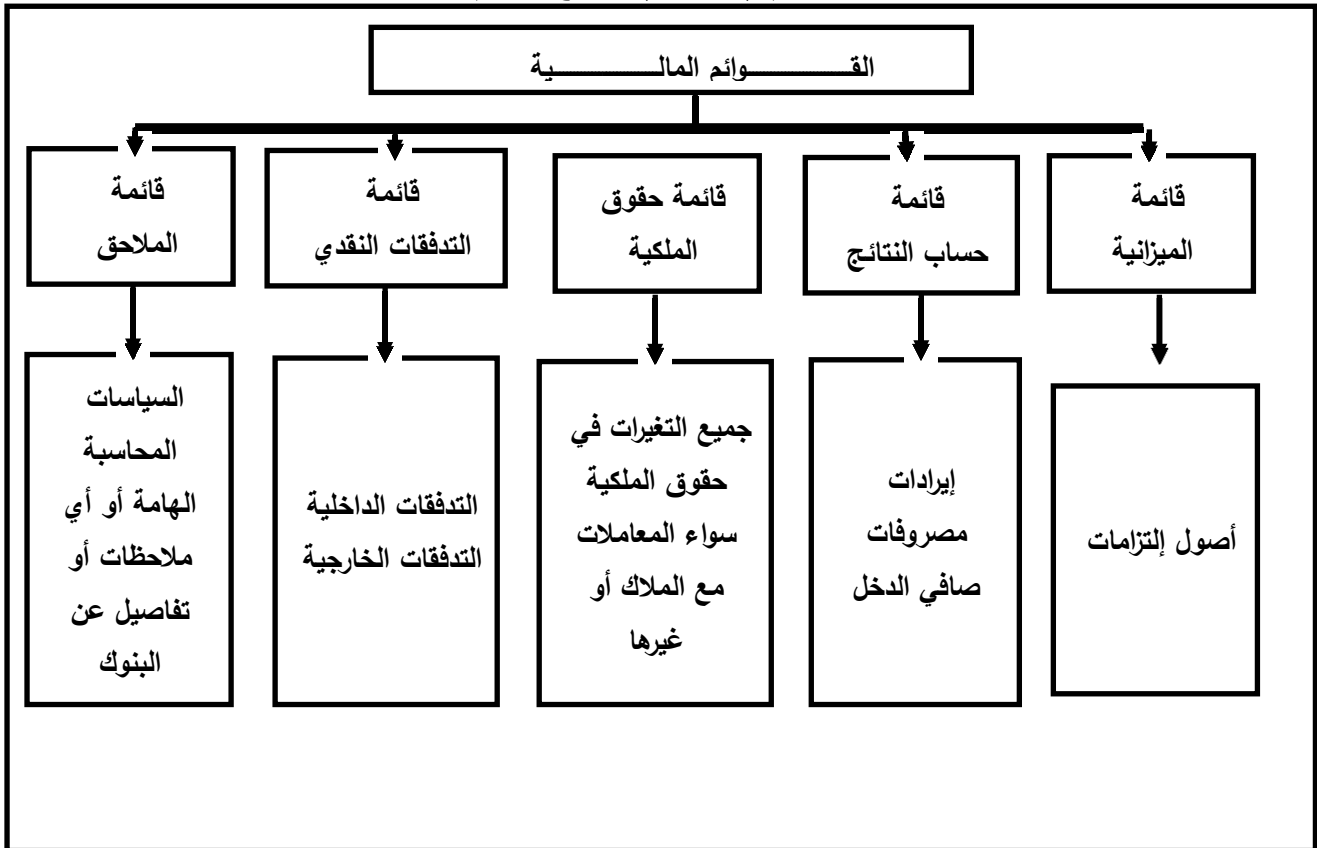 القــــــــوائم المالــــــــــية
قائمة
الميزانية
قائمة
حساب النتائج
قائمة حقوق
الملكية
قائمة
التدفقات النقدي
قائمة
الملاحق
أصول إلتزامات
إيرادات
مصروفات
صافي الدخل
جميع التغيرات في
حقوق الملكية
سواء المعاملات
مع الملاك أو
غيرها
التدفقات الداخلية
التدفقات الخارجية
السياسات
المحاسبة
الهامة أو أي
ملاحظات أو
تفاصيل عن
البنوك